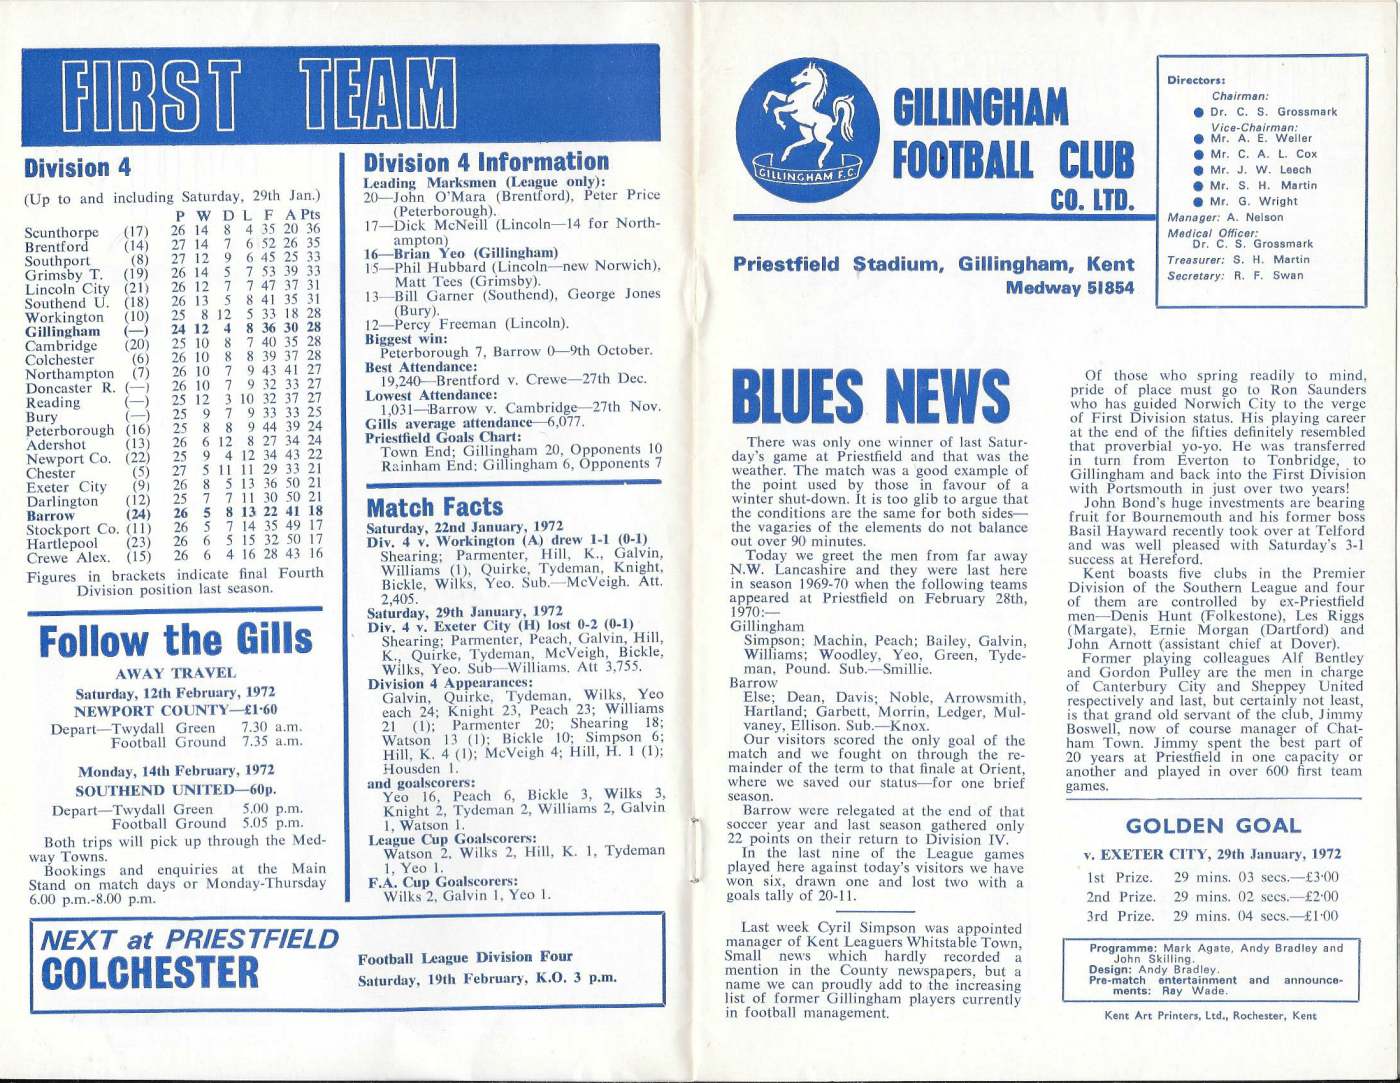 FIRST TEAM
Division 4
(Up to and including Saturday, 29th Jan.)
P W D L F A Pts
Scunthorpe (17) 26 14 8 4 35 20 36
Brentford (14) 27 14 7 6 52 26 35
Southport (8) 27 12 9 6 45 25 33
Grimsby T. (19) 26 14 5 7 53 39 33
Lincoln City (21) 26 12 7 7 47 37 31
Southend U. (18) 26 13 5 8 41 35 31
Workington (10) 25 8 12 5 33 18 28
Gillingham (—) 24 12 4 8 36 30 28
Cambridge (20) 25 10 8 7 40 35 28
Colchester (6) 26 10 8 8 39 37 28
Northampton (7) 26 10 7 9 43 41 27
Doncaster R. (—) 26 10 7 9 32 33 27
Reading (—) 25 12 3 10 32 37 27
Bury (—) 25 9 7 9 33 33 25
Peterborough (16) 25 8 8 9 44 39 24
Adershot (13) 26 6 12 8 27 34 24
Newport Co. (22) 25 9 4 12 34 43 22
Chester (5) 27 5 11 11 29 33 21
Exeter City (9) 26 8 5 13 36 50 21
Darlington (12) 25 7 7 11 30 50 21
Barrow (24) 26 5 8 13 22 41 18
Stockport Co. (11) 26 5 7 14 35 49 17
Hartlepool (23) 26 6 5 15 32 50 17
Crewe Alex. (15) 26 6 4 16 28 43 16
Figures in brackets indicate final Fourth
Division position last season.
Follow the Gills
AWAY TRAVEL
Saturday, 12th February, 1972
NEWPORT COUNTY—£1·60
Depart—Twydall Green 7.30 a.m.
Football Ground 7.35 a.m.
Monday, 14th February, 1972
SOUTHEND UNITED—60p.
Depart—Twydall Green 5.00 p.m.
Football Ground 5.05 p.m.
Both trips will pick up through the Med-
way Towns.
Bookings and enquiries at the Main
Stand on match days or Monday-Thursday
6.00 p.m.-8.00 p.m.
Division 4 Information
Leading Marksmen (League only):
20—John O'Mara (Brentford), Peter Price
(Peterborough).
17—Dick McNeill (Lincoln—14 for North-
ampton)
16—Brian Yeo (Gillingham)
15—Phil Hubbard (Lincoln—new Norwich),
Matt Tees (Grimsby).
13—Bill Garner (Southend), George Jones
(Bury).
12—Percy Freeman (Lincoln).
Biggest win:
Peterborough 7, Barrow 0—9th October.
Best Attendance:
19,240—Brentford v. Crewe—27th Dec.
Lowest Attendance:
1,031—Barrow v. Cambridge—27th Nov.
Gills average attendance—6,077.
Priestfield Goals Chart:
Town End; Gillingham 20, Opponents 10
Rainham End; Gillingham 6, Opponents 7
Match Facts
Saturday, 22nd January, 1972
Div. 4 v. Workington (A) drew 1-1 (0-1)
Shearing; Parmenter, Hill, K., Galvin,
Williams (1), Quirke, Tydeman, Knight,
Bickle, Wilks, Yeo. Sub.—McVeigh. Att.
2,405.
Saturday, 29th January, 1972
Div. 4 v. Exeter City (H) lost 0-2 (0-1)
Shearing; Parmenter, Peach, Galvin, Hill,
K., Quirke, Tydeman, McVeigh, Bickle,
Wilks, Yeo. Sub—Williams. Att 3,755.
Division 4 Appearances:
Galvin, Quirke, Tydeman, Wilks, Yeo
each 24; Knight 23, Peach 23; Williams
21 (1); Parmenter 20; Shearing 18;
Watson 13 (1); Bickle 10; Simpson 6;
Hill, K. 4 (1); McVeigh 4; Hill, H. 1 (1);
Housden 1.
and goalscorers:
Yeo 16, Peach 6, Bickle 3, Wilks 3,
Knight 2, Tydeman 2, Williams 2, Galvin
1, Watson 1.
League Cup Goalscorers:
Watson 2, Wilks 2, Hill, K. 1, Tydeman
1, Yeo 1.
F.A. Cup Goalscorers:
Wilks 2, Galvin 1, Yeo 1.
NEXT at PRIESTFIELD
COLCHESTER
Football League Division Four
Saturday, 19th February, K.O. 3 p.m.
GILLINGHAM F.C.
GILLINGHAM
FOOTBALL CLUB
CO. LTD.
Priestfield Stadium, Gillingham, Kent
Medway 51854
Directors:
Chairman:
● Dr. C. S. Grossmark
Vice-Chairman:
● Mr. A. E. Weller
● Mr. C. A. L. Cox
● Mr. J. W. Leech
● Mr. S. H. Martin
● Mr. G. Wright
Manager: A. Nelson
Medical Officer:
Dr. C. S. Grossmark
Treasurer: S. H. Martin
Secretary: R. F. Swan
BLUES NEWS
There was only one winner of last Satur-
day's game at Priestfield and that was the
weather. The match was a good example of
the point used by those in favour of a
winter shut-down. It is too glib to argue that
the conditions are the same for both sides—
the vagaries of the elements do not balance
out over 90 minutes.
Today we greet the men from far away
N.W. Lancashire and they were last here
in season 1969-70 when the following teams
appeared at Priestfield on February 28th,
1970:—
Gillingham
Simpson; Machin, Peach; Bailey, Galvin,
Williams; Woodley, Yeo, Green, Tyde-
man, Pound. Sub.—Smillie.
Barrow
Else; Dean, Davis; Noble, Arrowsmith,
Hartland; Garbett, Morrin, Ledger, Mul-
vaney, Ellison. Sub.—Knox.
Our visitors scored the only goal of the
match and we fought on through the re-
mainder of the term to that finale at Orient,
where we saved our status—for one brief
season.
Barrow were relegated at the end of that
soccer year and last season gathered only
22 points on their return to Division IV.
In the last nine of the League games
played here against today's visitors we have
won six, drawn one and lost two with a
goals tally of 20-11.
Last week Cyril Simpson was appointed
manager of Kent Leaguers Whitstable Town,
Small news which hardly recorded a
mention in the County newspapers, but a
name we can proudly add to the increasing
list of former Gillingham players currently
in football management.
Of those who spring readily to mind,
pride of place must go to Ron Saunders
who has guided Norwich City to the verge
of First Division status. His playing career
at the end of the fifties definitely resembled
that proverbial yo-yo. He was transferred
in turn from Everton to Tonbridge, to
Gillingham and back into the First Division
with Portsmouth in just over two years!
John Bond's huge investments are bearing
fruit for Bournemouth and his former boss
Basil Hayward recently took over at Telford
and was well pleased with Saturday's 3-1
success at Hereford.
Kent boasts five clubs in the Premier
Division of the Southern League and four
of them are controlled by ex-Priestfield
men—Denis Hunt (Folkestone), Les Riggs
(Margate), Ernie Morgan (Dartford) and
John Arnott (assistant chief at Dover).
Former playing colleagues Alf Bentley
and Gordon Pulley are the men in charge
of Canterbury City and Sheppey United
respectively and last, but certainly not least,
is that grand old servant of the club, Jimmy
Boswell, now of course manager of Chat-
ham Town. Jimmy spent the best part of
20 years at Priestfield in one capacity or
another and played in over 600 first team
games.
GOLDEN GOAL
v. EXETER CITY, 29th January, 1972
1st Prize. 29 mins. 03 secs.—£3·00
2nd Prize. 29 mins. 02 secs.—£2·00
3rd Prize. 29 mins. 04 secs.—£1·00
Programme: Mark Agate, Andy Bradley and
John Skilling.
Design: Andy Bradley.
Pre-match entertainment and announce-
ments: Ray Wade.
Kent Art Printers, Ltd., Rochester, Kent